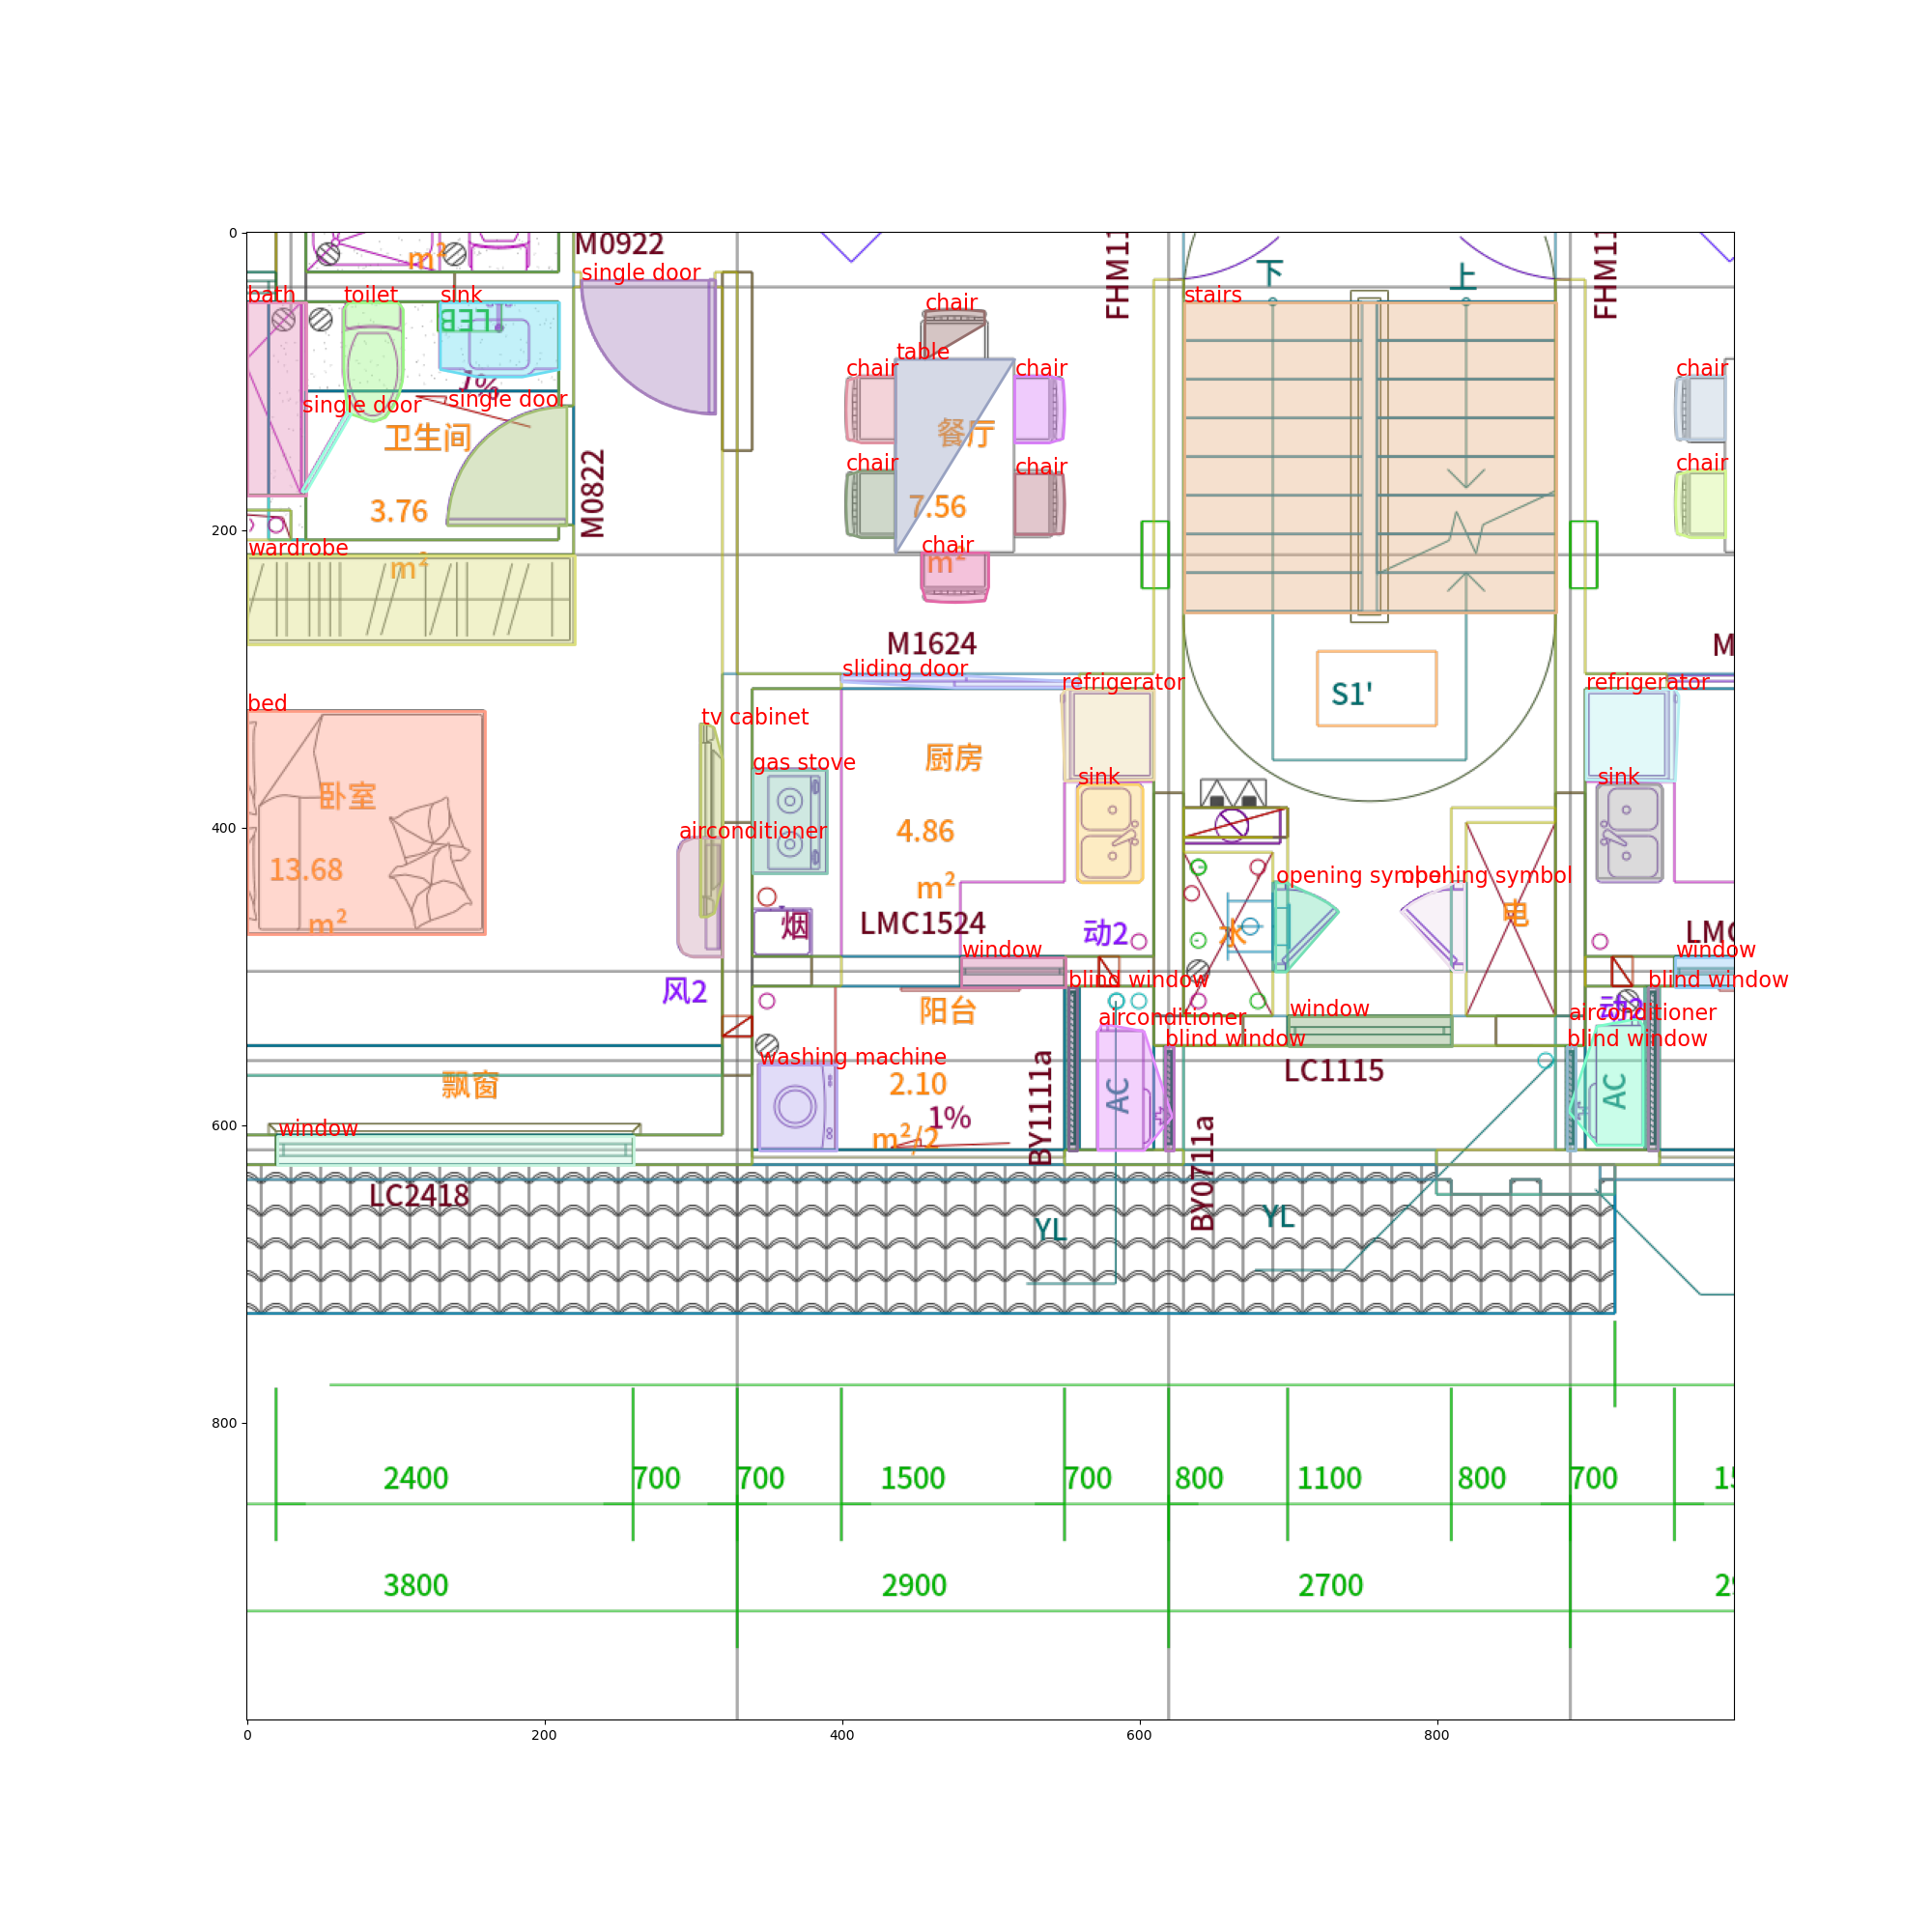 0
M0922
m²
single door
FHM11
下
上
FHM11
bath
toilet
sink
LEB
chair
stairs
table
chair
chair
chair
1%
single door
single door
卫生间
餐厅
M0822
chair
chair
chair
3.76
7.56
200
wardrobe
chair
m²
m²
M1624
M
sliding door
refrigerator
refrigerator
bed
S1'
tv cabinet
厨房
gas stove
sink
sink
卧室
400
airconditioner
4.86
13.68
m²
opening symbol
opening symbol
m²
烟
LMC1524
动2
水
电
LMC
window
window
风2
blind window
blind window
阳台
window
动2
airconditioner
airconditioner
blind window
blind window
washing machine
飘窗
2.10
LC1115
AC
AC
1%
BY1111a
600
window
m²/2
BY0711a
LC2418
YL
YL
800
2400
700
700
1500
700
800
1100
800
700
15
3800
2900
2700
29
0
200
400
600
800